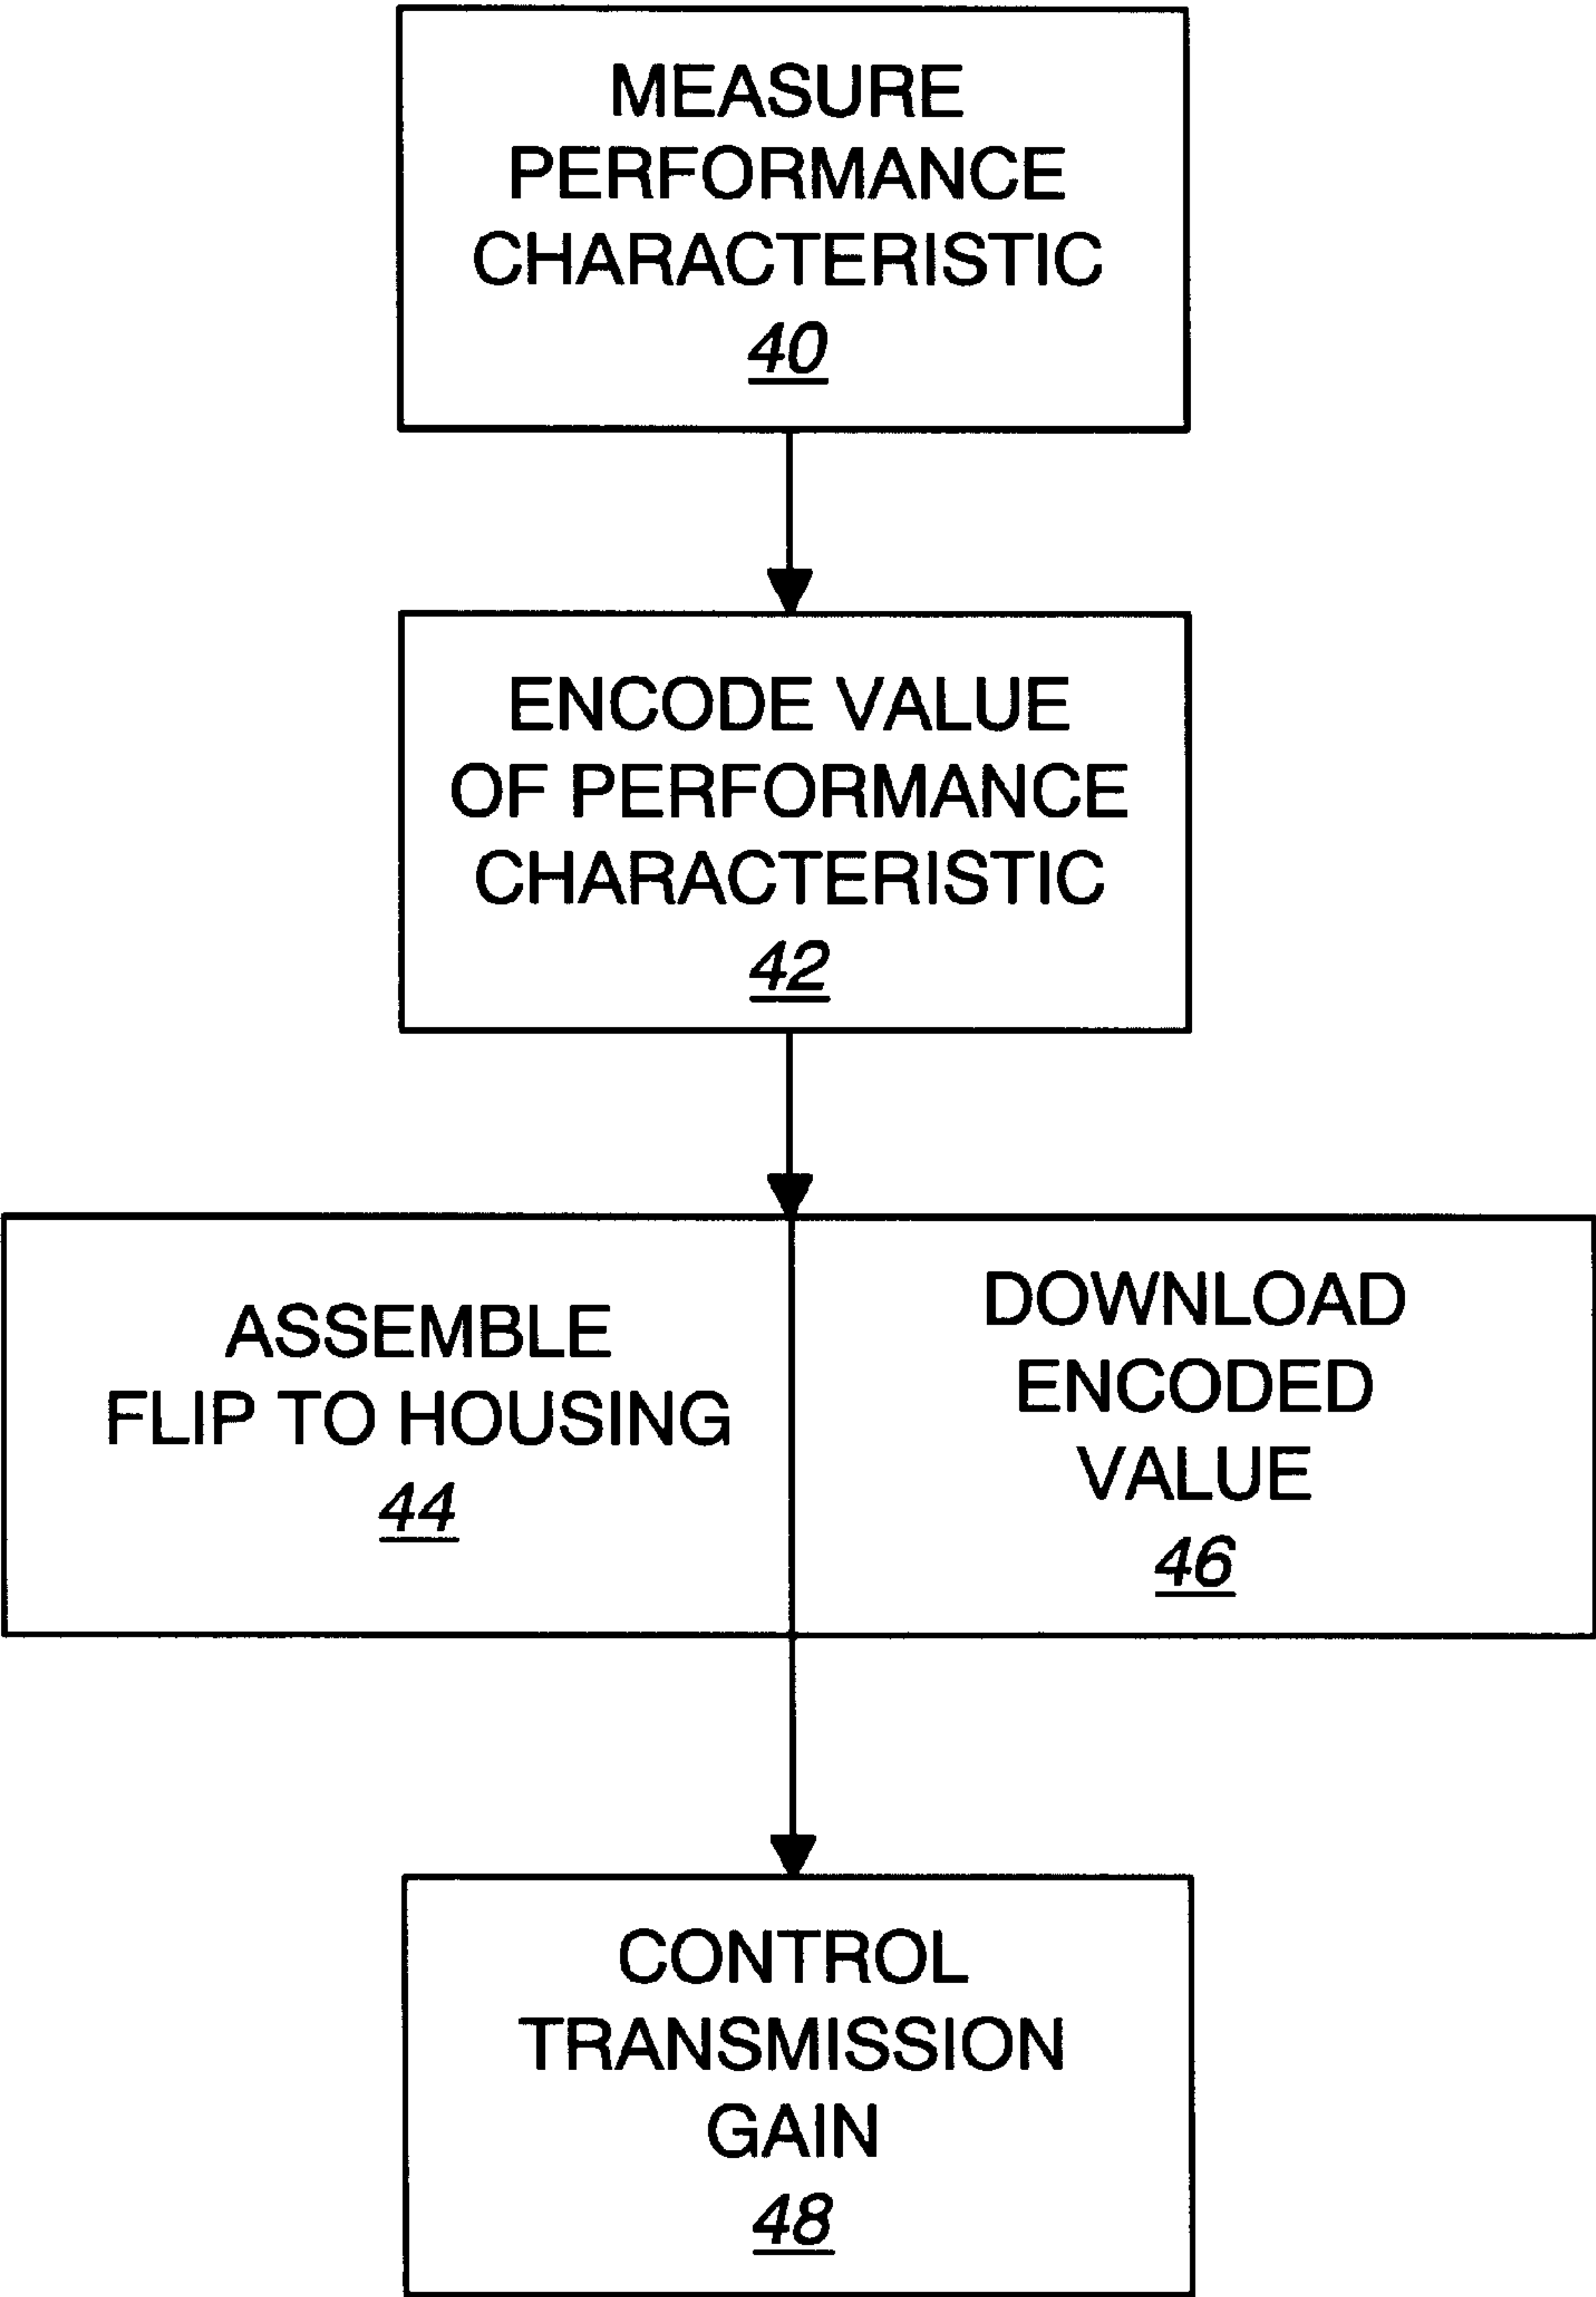 MEASURE
PERFORMANCE
CHARACTERISTIC
40
ENCODE VALUE
OF PERFORMANCE
CHARACTERISTIC
42
ASSEMBLE
FLIP TO HOUSING
44
DOWNLOAD
ENCODED
VALUE
46
CONTROL
TRANSMISSION
GAIN
48